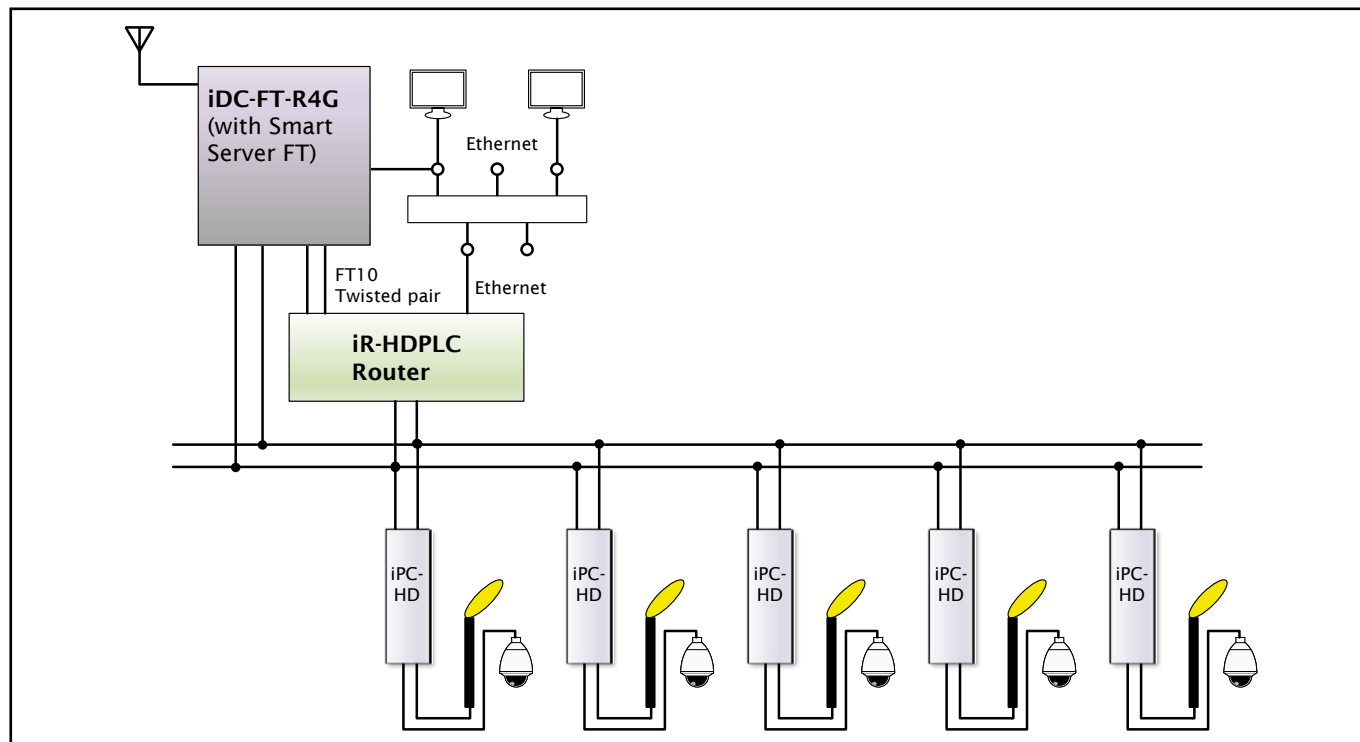 iDC-FT-R4G
(with Smart
Server FT)
Ethernet
FT10
Twisted pair
Ethernet
iR-HDPLC
Router
iPC-
HD
iPC-
HD
iPC-
HD
iPC-
HD
iPC-
HD